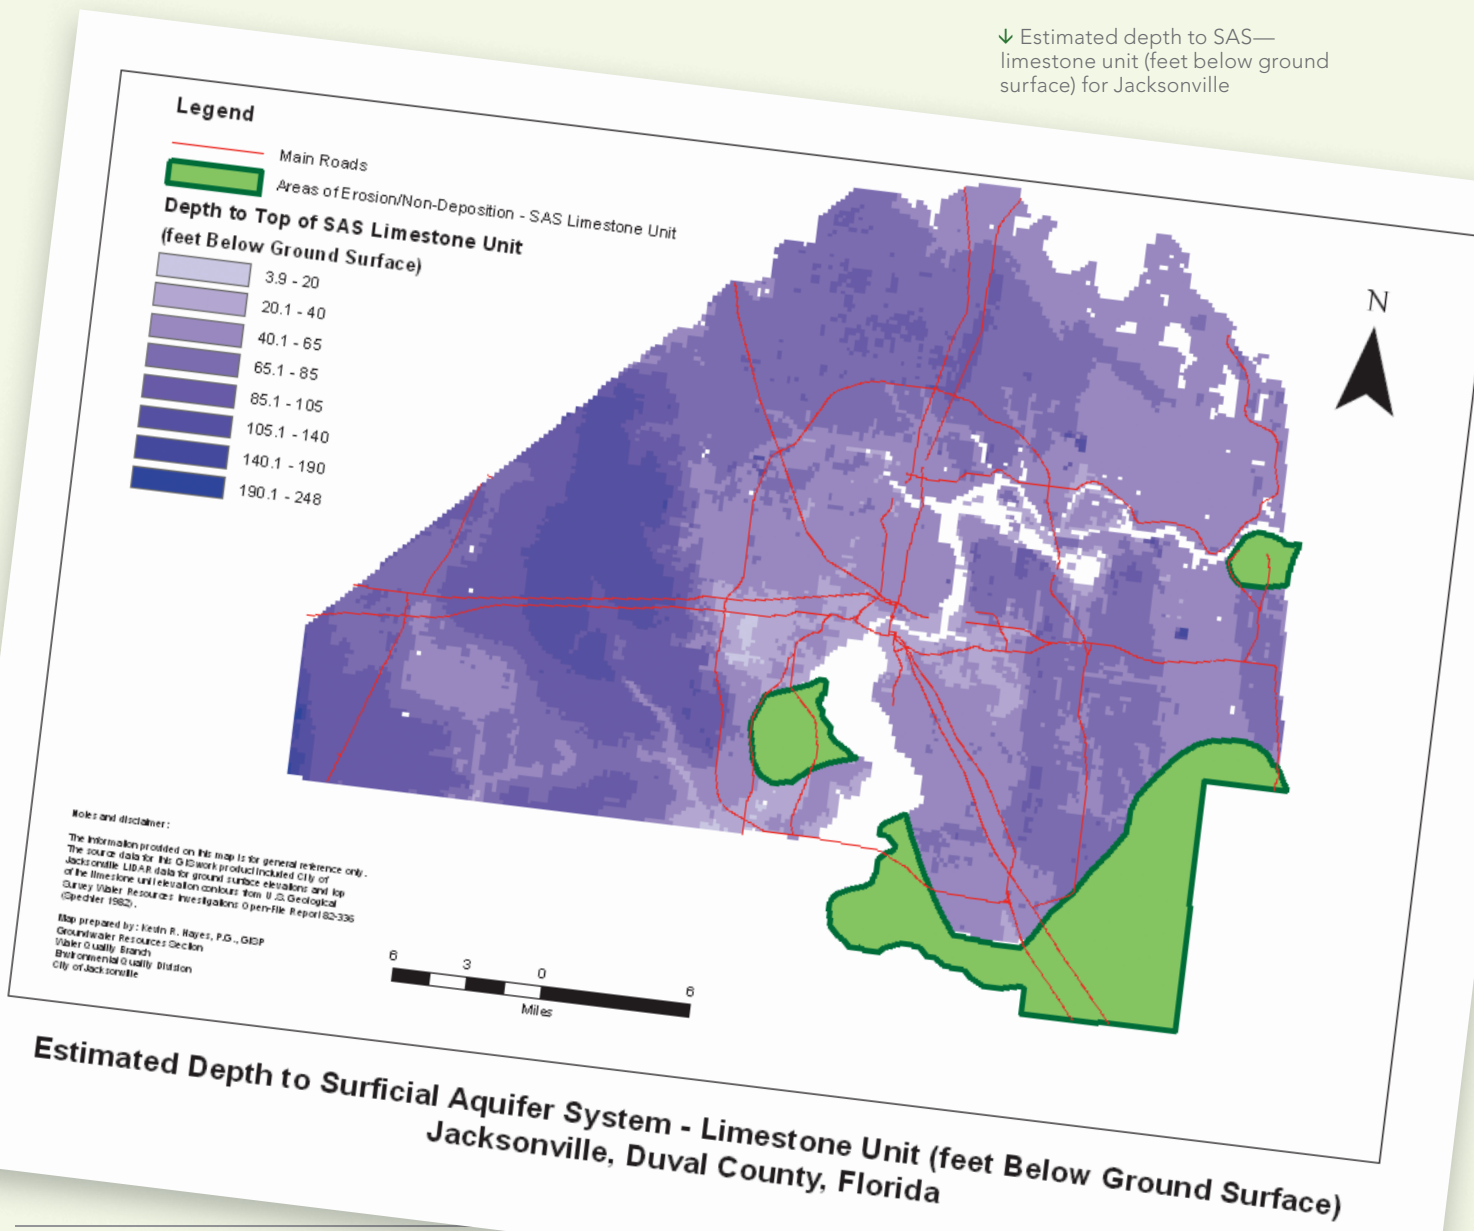 ↓ Estimated depth to SAS—
limestone unit (feet below ground
surface) for Jacksonville
Legend
Main Roads
Areas of Erosion/Non-Deposition - SAS Limestone Unit
Depth to Top of SAS Limestone Unit
(feet Below Ground Surface)
3.9 - 20
20.1 - 40
40.1 - 65
65.1 - 85
85.1 - 105
105.1 - 140
140.1 - 190
190.1 - 248
N
Notes and disclaimer:
The information provided on this map is for general reference only.
The source data for this GIS work product included City of
Jacksonville LIDAR data for ground surface elevations and top
of the limestone unit elevation contours from U.S. Geological
Survey Water Resources Investigations Open-File Report 82-336
(Spechler 1982).
Map prepared by: Kevin R. Hayes, P.G., GISP
Groundwater Resources Section
Water Quality Branch
Environmental Quality Division
City of Jacksonville
6 3 0 6
Miles
Estimated Depth to Surficial Aquifer System - Limestone Unit (feet Below Ground Surface)
Jacksonville, Duval County, Florida